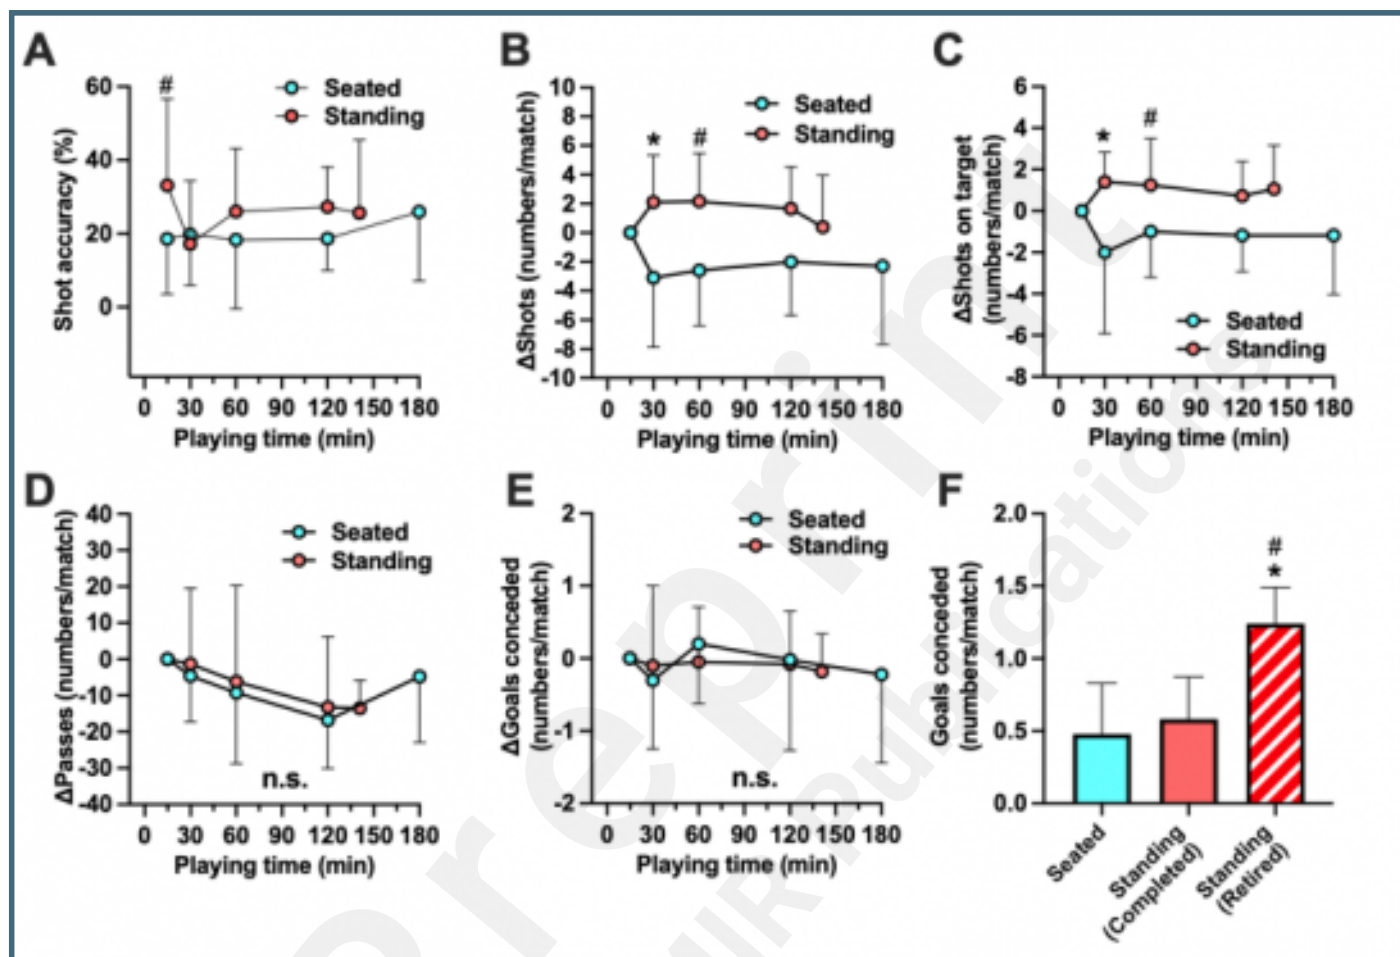 A
Shot accuracy (%)
60
40
20
0
#
Seated
Standing
0 30 60 90 120 150 180
Playing time (min)
B
ΔShots (numbers/match)
10
8
6
4
2
0
-2
-4
-6
-8
-10
* #
Seated
Standing
0 30 60 90 120 150 180
Playing time (min)
C
ΔShots on target
(numbers/match)
6
4
2
0
-2
-4
-6
-8
* #
Seated
Standing
0 30 60 90 120 150 180
Playing time (min)
D
ΔPasses (numbers/match)
40
30
20
10
0
-10
-20
-30
-40
Seated
Standing
n.s.
0 30 60 90 120 150 180
Playing time (min)
E
ΔGoals conceded
(numbers/match)
2
1
0
-1
-2
Seated
Standing
n.s.
0 30 60 90 120 150 180
Playing time (min)
F
Goals conceded
(numbers/match)
2.0
1.5
1.0
0.5
0.0
#
*
Seated
Standing
(Completed)
Standing
(Retired)
Preprint
JMIR Publications